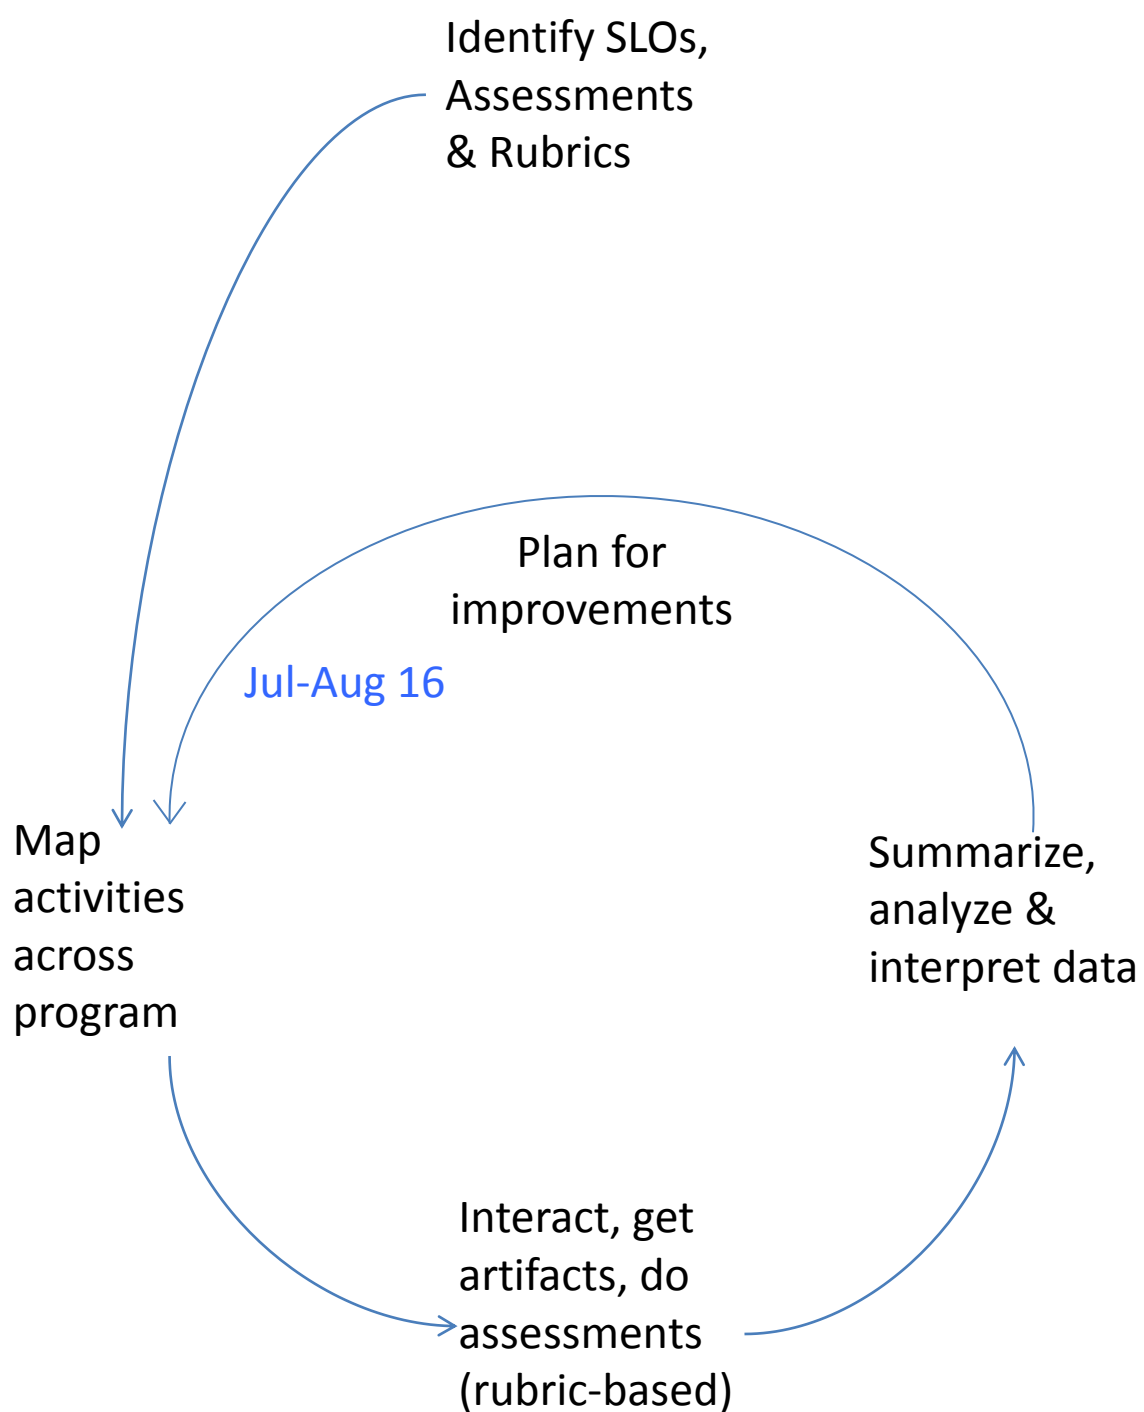 Identify SLOs,
Assessments
& Rubrics
Plan for
improvements
Jul-Aug 16
Map
activities
across
program
Summarize,
analyze &
interpret data
Interact, get
artifacts, do
assessments
(rubric-based)